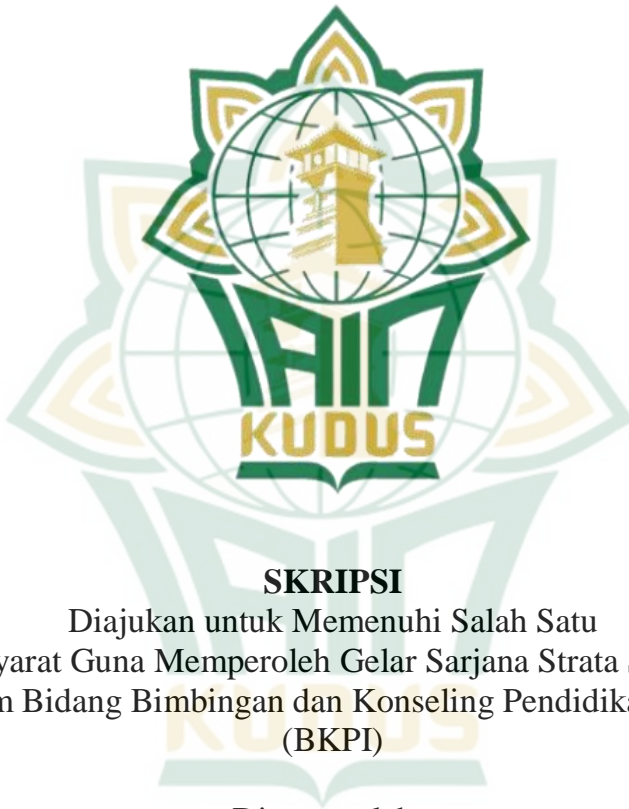 IAIN
KUDUS
SKRIPSI
Diajukan untuk Memenuhi Salah Satu
yarat Guna Memperoleh Gelar Sarjana Strata
Bidang Bimbingan dan Konseling Pendidika
(BKPI)